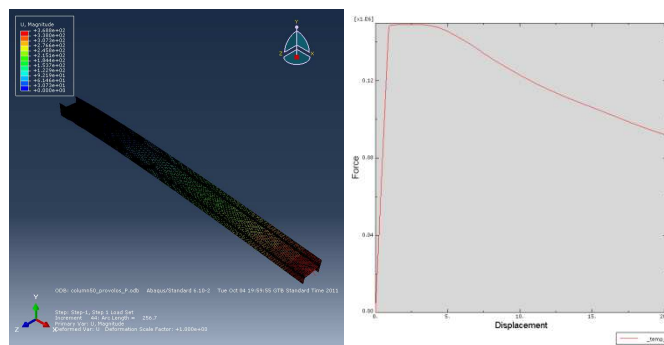 U, Magnitude
+3.688e+02
+3.380e+02
+3.073e+02
+2.766e+02
+2.458e+02
+2.151e+02
+1.844e+02
+1.537e+02
+1.229e+02
+9.219e+01
+6.146e+01
+3.073e+01
+0.000e+00
Y
Z
X
ODB: column50_provolos_P.odb Abaqus/Standard 6.10-2 Tue Oct 04 19:59:55 GTB Standard Time 2011
Step: Step-1, Step 1 Load Set
Increment 44: Arc Length = 256.7
Primary Var: U, Magnitude
Deformed Var: U Deformation Scale Factor: +1.000e+00
Y
Z
X
[x1.E6]
0.12
0.08
0.04
0.00
Force
0.
5.
10.
15.
20.
Displacement